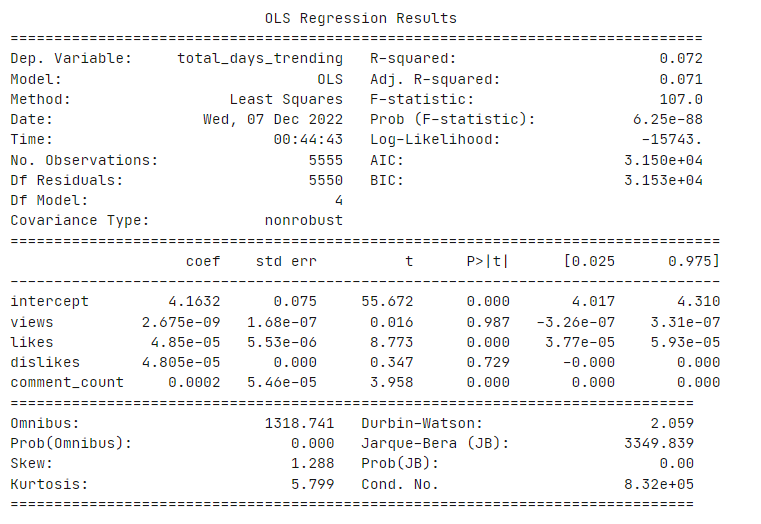 OLS Regression Results
==============================================================================
Dep. Variable:     total_days_trending   R-squared:                       0.072
Model:                             OLS   Adj. R-squared:                  0.071
Method:                  Least Squares   F-statistic:                     107.0
Date:                 Wed, 07 Dec 2022   Prob (F-statistic):           6.25e-88
Time:                         00:44:43   Log-Likelihood:                -15743.
No. Observations:                 5555   AIC:                         3.150e+04
Df Residuals:                     5550   BIC:                         3.153e+04
Df Model:                            4
Covariance Type:             nonrobust
=================================================================================
                    coef    std err          t      P>|t|      [0.025      0.975]
---------------------------------------------------------------------------------
intercept         4.1632      0.075     55.672      0.000       4.017       4.310
views          2.675e-09   1.68e-07      0.016      0.987   -3.26e-07    3.31e-07
likes           4.85e-05   5.53e-06      8.773      0.000    3.77e-05    5.93e-05
dislikes       4.805e-05      0.000      0.347      0.729      -0.000       0.000
comment_count     0.0002   5.46e-05      3.958      0.000       0.000       0.000
==============================================================================
Omnibus:                     1318.741   Durbin-Watson:                   2.059
Prob(Omnibus):                  0.000   Jarque-Bera (JB):             3349.839
Skew:                           1.288   Prob(JB):                         0.00
Kurtosis:                       5.799   Cond. No.                     8.32e+05
==============================================================================